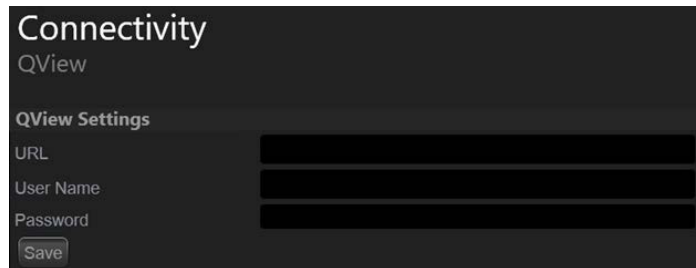 Connectivity
QView
QView Settings
URL
User Name
Password
Save